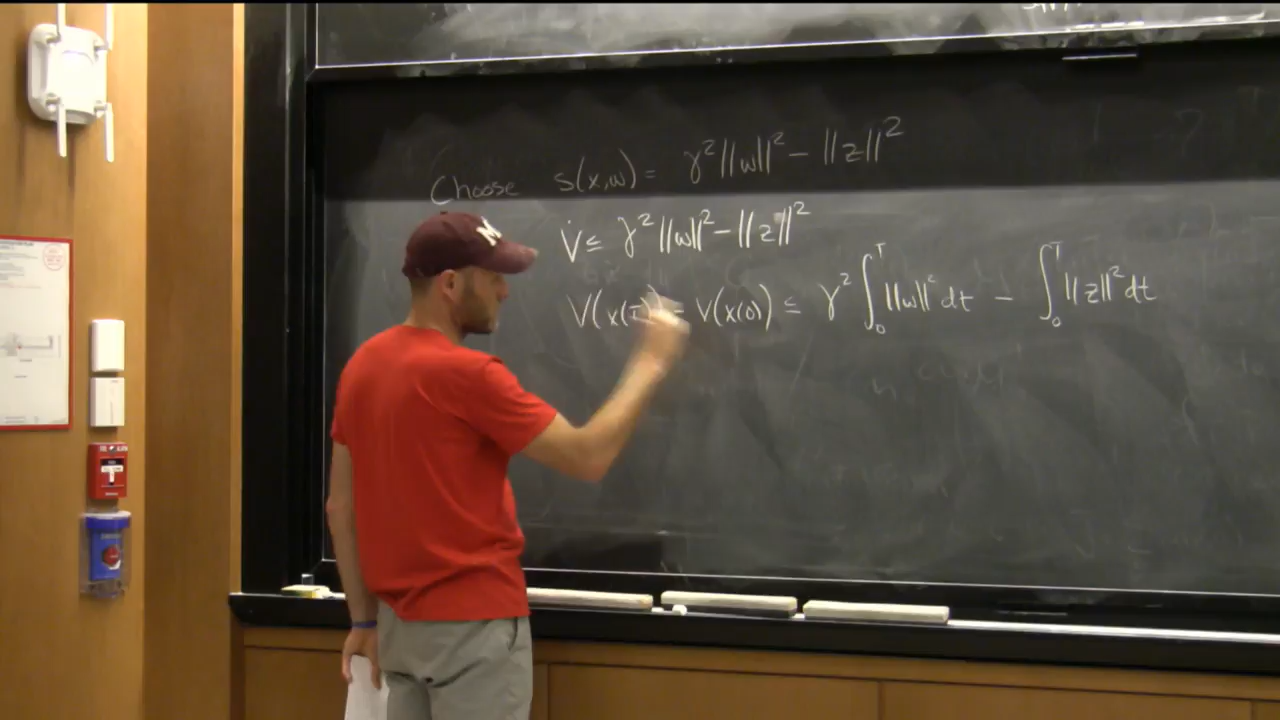 Choose s(x,w) = γ²||w||² − ||z||²
V̇ ≤ γ²||w||² − ||z||²
V(x(T)) − V(x(0)) ≤ γ² ∫₀ᵀ ||w||² dt − ∫₀ᵀ ||z||² dt
M